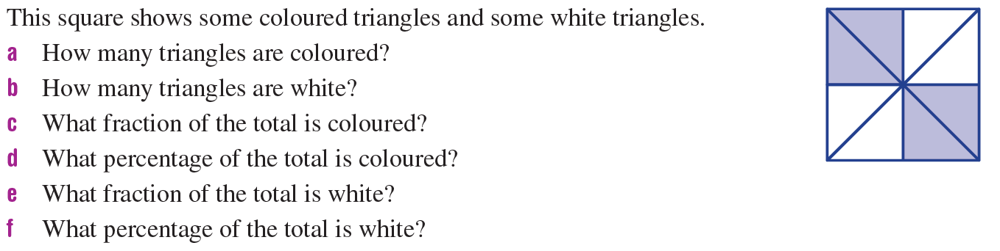 This square shows some coloured triangles and some white triangles.
a How many triangles are coloured?
b How many triangles are white?
c What fraction of the total is coloured?
d What percentage of the total is coloured?
e What fraction of the total is white?
f What percentage of the total is white?